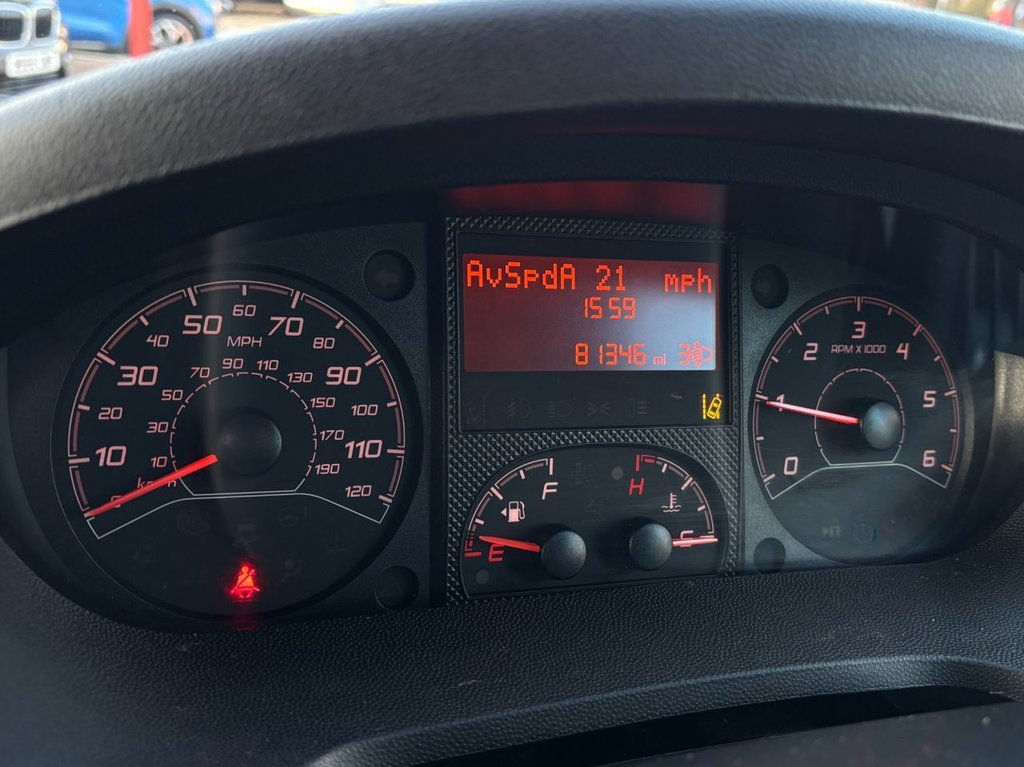 AvSpdA 21 mph
15 59
81346 mi 3
10 20 30 40 50 60 70 80 90 100 110 120
MPH
10 30 50 70 90 110 130 150 170 190
km/h
F
E
H
C
0 1 2 3 4 5 6
RPM X 1000